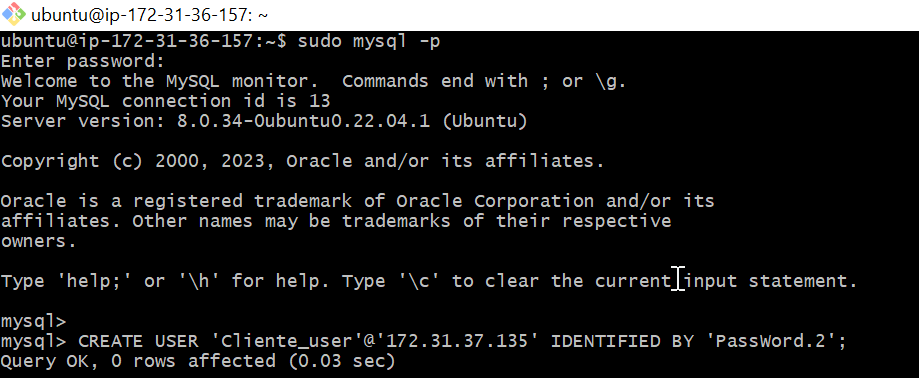 ubuntu@ip-172-31-36-157: ~
ubuntu@ip-172-31-36-157:~$ sudo mysql -p
Enter password:
Welcome to the MySQL monitor.  Commands end with ; or \g.
Your MySQL connection id is 13
Server version: 8.0.34-0ubuntu0.22.04.1 (Ubuntu)

Copyright (c) 2000, 2023, Oracle and/or its affiliates.

Oracle is a registered trademark of Oracle Corporation and/or its
affiliates. Other names may be trademarks of their respective
owners.

Type 'help;' or '\h' for help. Type '\c' to clear the current input statement.

mysql>
mysql> CREATE USER 'Cliente_user'@'172.31.37.135' IDENTIFIED BY 'PassWord.2';
Query OK, 0 rows affected (0.03 sec)